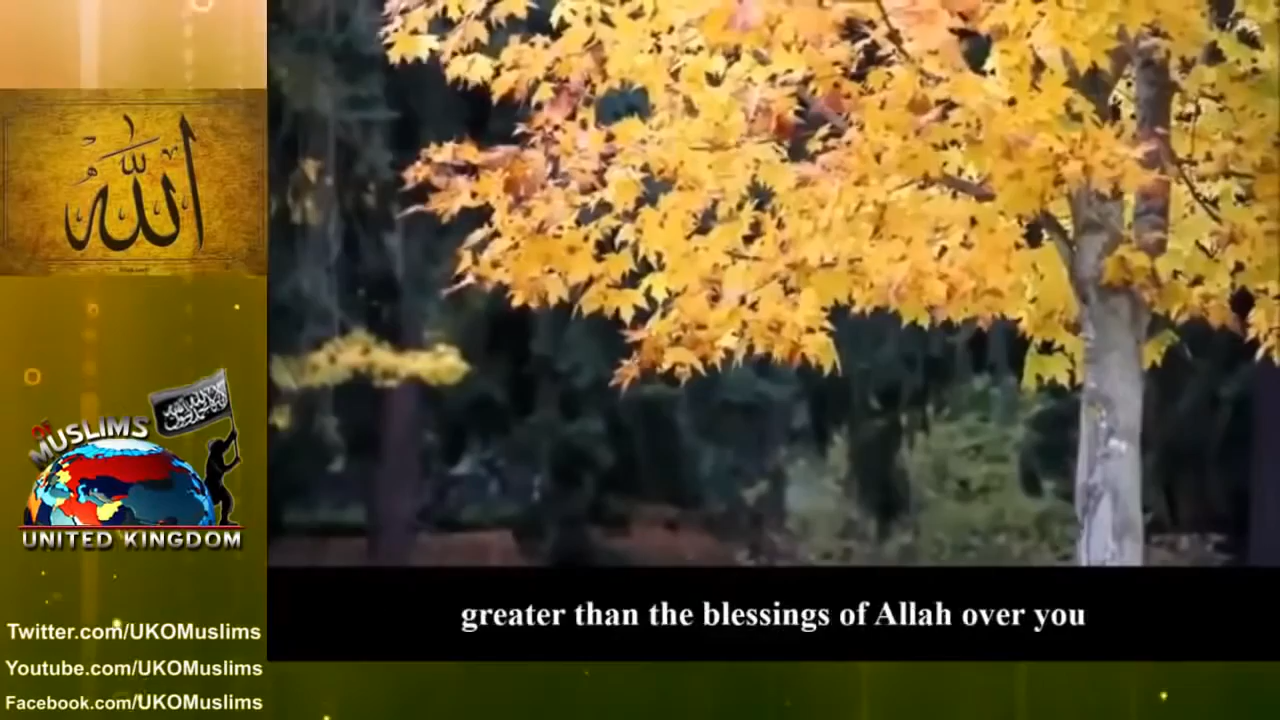 الله
OF
MUSLIMS
UNITED KINGDOM
Twitter.com/UKOMuslims
Youtube.com/UKOMuslims
Facebook.com/UKOMuslims
greater than the blessings of Allah over you